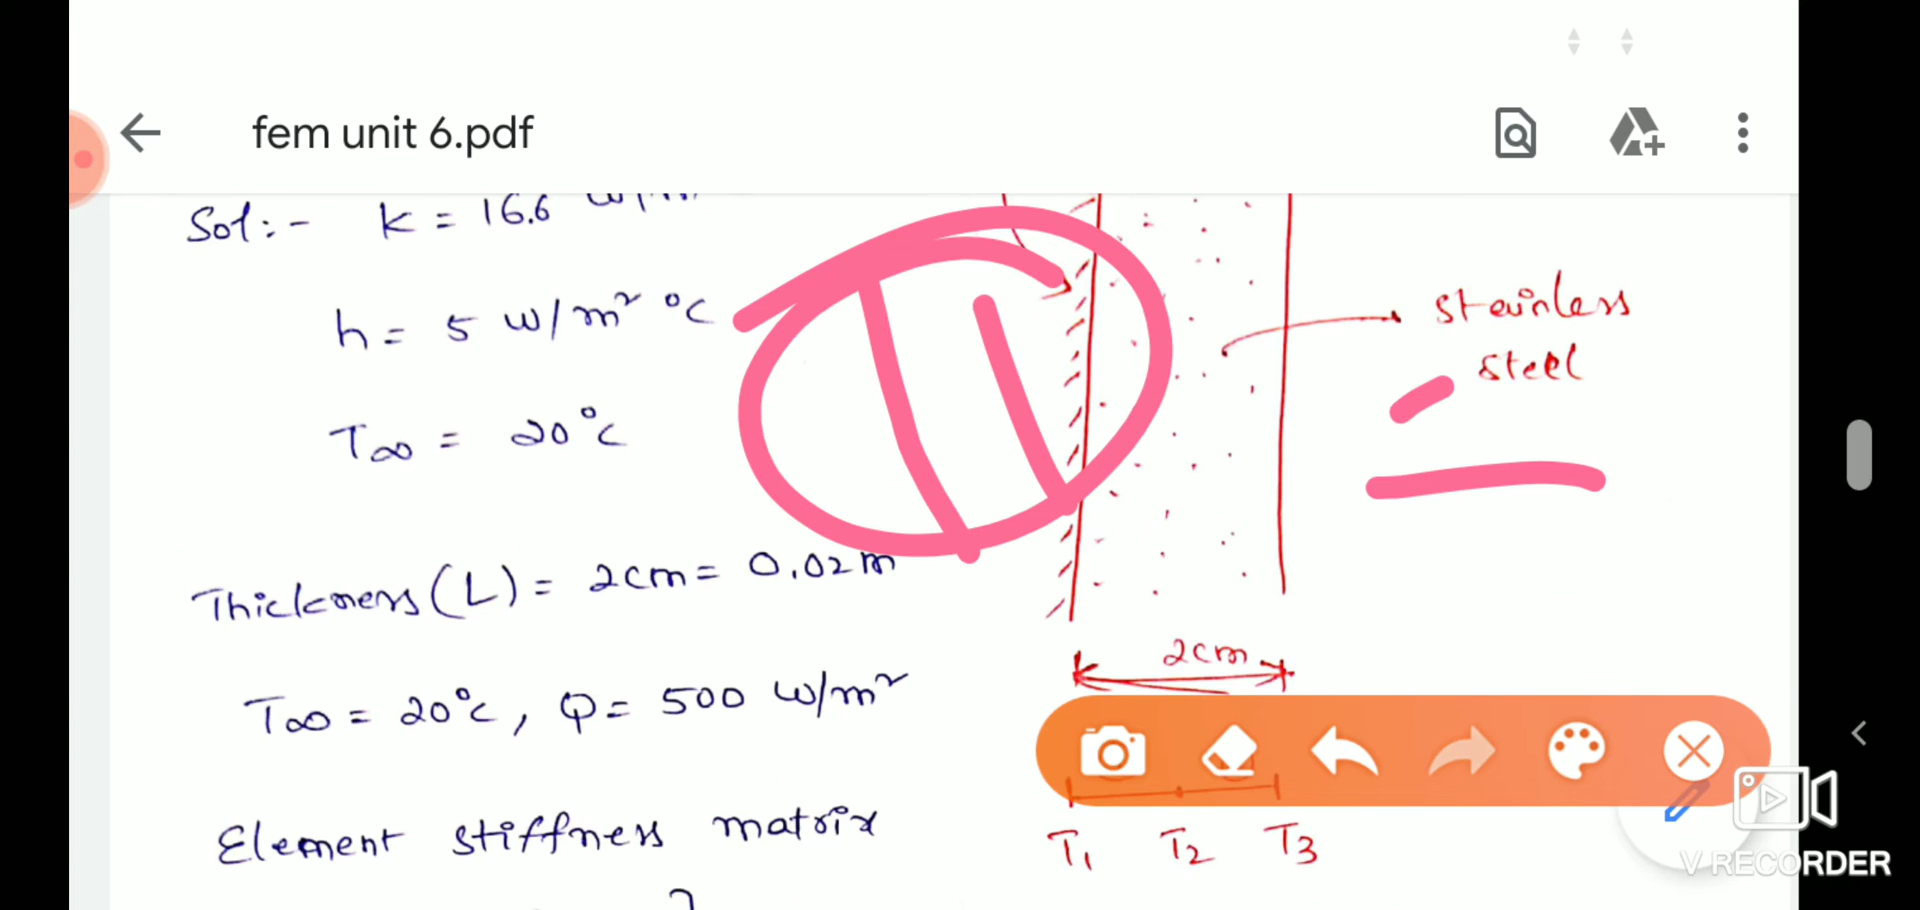 fem unit 6.pdf
Sol:- k = 16.6 w/m
h = 5 w/m² °c
stainless
steel
T∞ = 20°c
Thickness (L) = 2cm = 0.02m
2cm
T∞ = 20°c, φ = 500 w/m²
Element stiffness matrix
T1 T2 T3
V RECORDER